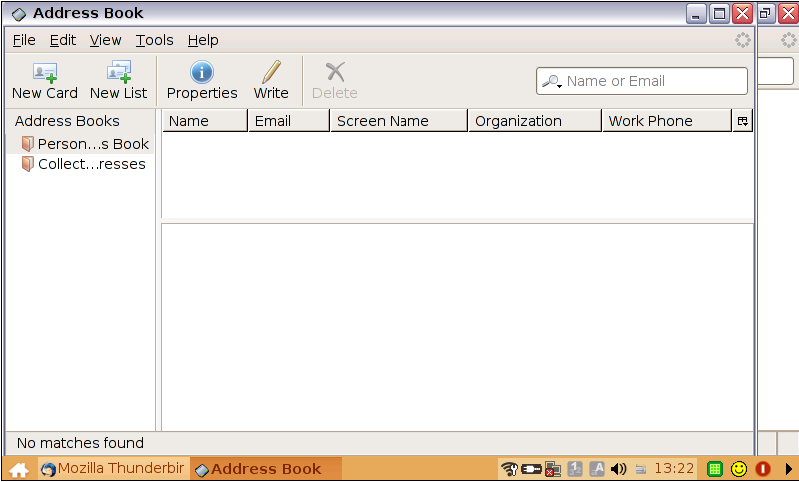 Address Book
File Edit View Tools Help
New Card New List Properties Write Delete Name or Email
Address Books
Name Email Screen Name Organization Work Phone
Person...s Book
Collect...resses
No matches found
Mozilla Thunderbir Address Book 13:22